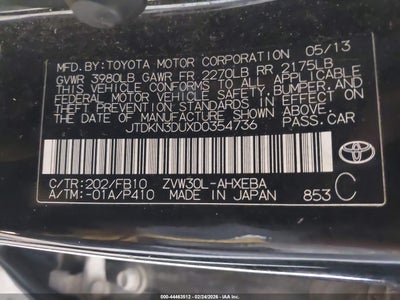 MFD.BY:TOYOTA MOTOR CORPORATION 05/13
GVWR 3980LB GAWR FR 2270LB RR 2175LB
THIS VEHICLE CONFORMS TO ALL APPLICABLE
FEDERAL MOTOR VEHICLE SAFETY, BUMPER, AND
THEFT PREVENTION STANDARDS IN EFFECT ON
THE DATE OF MANUFACTURE SHOWN ABOVE.
JTDKN3DUXD0354736 PASS.CAR
C/TR:202/FB10 ZVW30L-AHXEBA
A/TM:-01A/P410 MADE IN JAPAN 853 C
TOYOTA
000-44463512 - 02/24/2026 - IAA Inc.